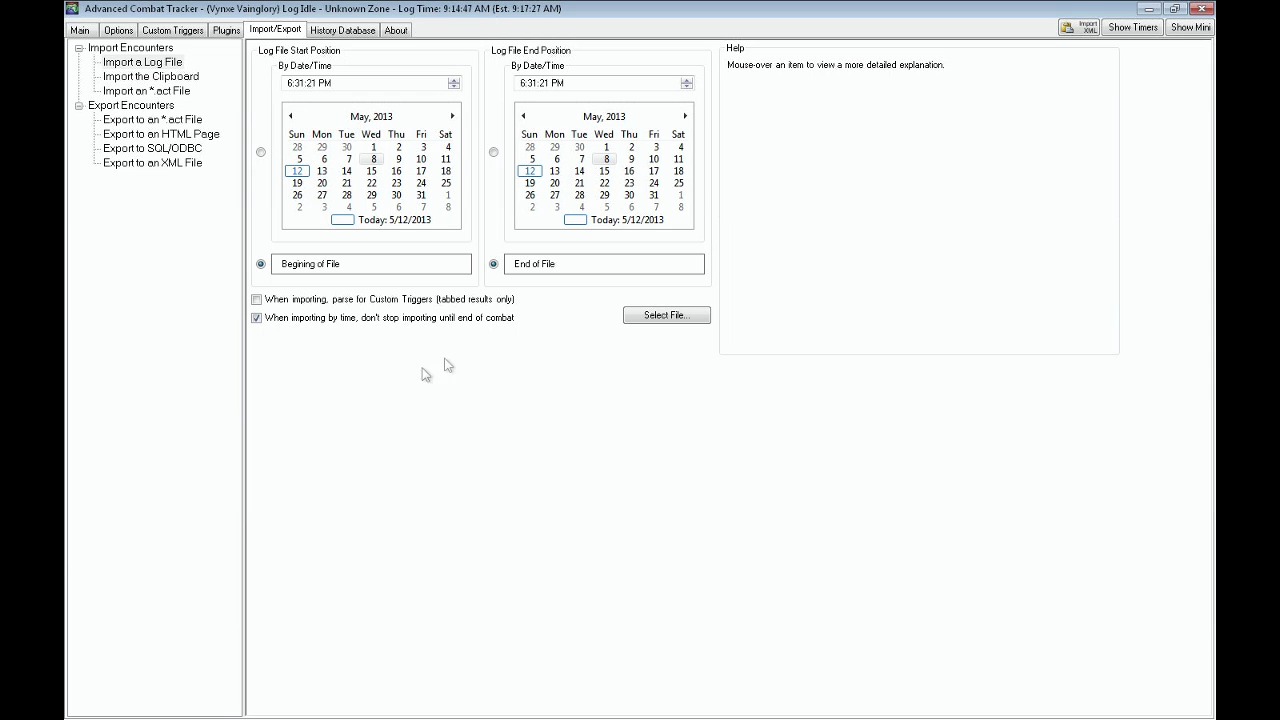 Advanced Combat Tracker - (Vynxe Vainglory) Log Idle - Unknown Zone - Log Time: 9:14:47 AM (Est. 9:17:27 AM)
Main Options Custom Triggers Plugins Import/Export History Database About Import XML Show Timers Show Mini
Import Encounters
Import a Log File
Import the Clipboard
Import an *.act File
Export Encounters
Export to an *.act File
Export to an HTML Page
Export to SQL/ODBC
Export to an XML File
Log File Start Position
By Date/Time
6:31:21 PM
May, 2013
Sun Mon Tue Wed Thu Fri Sat
28 29 30 1 2 3 4
5 6 7 8 9 10 11
12 13 14 15 16 17 18
19 20 21 22 23 24 25
26 27 28 29 30 31 1
2 3 4 5 6 7 8
Today: 5/12/2013
Begining of File
Log File End Position
By Date/Time
6:31:21 PM
May, 2013
Sun Mon Tue Wed Thu Fri Sat
28 29 30 1 2 3 4
5 6 7 8 9 10 11
12 13 14 15 16 17 18
19 20 21 22 23 24 25
26 27 28 29 30 31 1
2 3 4 5 6 7 8
Today: 5/12/2013
End of File
When importing, parse for Custom Triggers (tabbed results only)
When importing by time, don't stop importing until end of combat
Select File...
Help
Mouse-over an item to view a more detailed explanation.